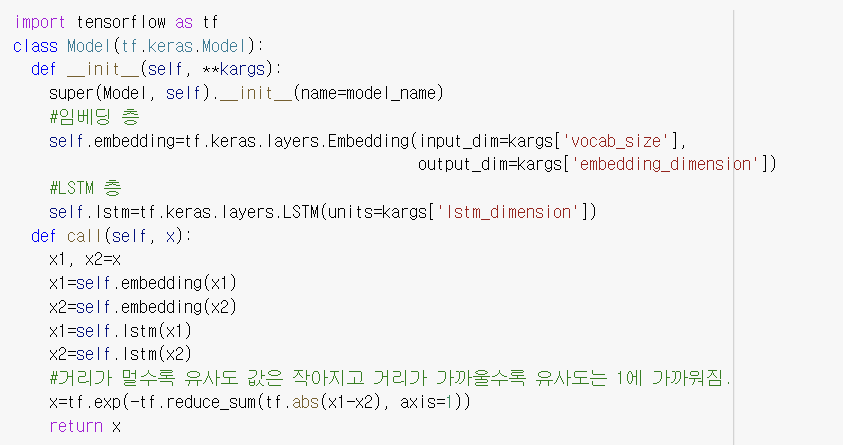 import tensorflow as tf
class Model(tf.keras.Model):
  def __init__(self, **kargs):
    super(Model, self).__init__(name=model_name)
    #임베딩 층
    self.embedding=tf.keras.layers.Embedding(input_dim=kargs['vocab_size'],
                                             output_dim=kargs['embedding_dimension'])
    #LSTM 층
    self.lstm=tf.keras.layers.LSTM(units=kargs['lstm_dimension'])
  def call(self, x):
    x1, x2=x
    x1=self.embedding(x1)
    x2=self.embedding(x2)
    x1=self.lstm(x1)
    x2=self.lstm(x2)
    #거리가 멀수록 유사도 값은 작아지고 거리가 가까울수록 유사도는 1에 가까워짐.
    x=tf.exp(-tf.reduce_sum(tf.abs(x1-x2), axis=1))
    return x